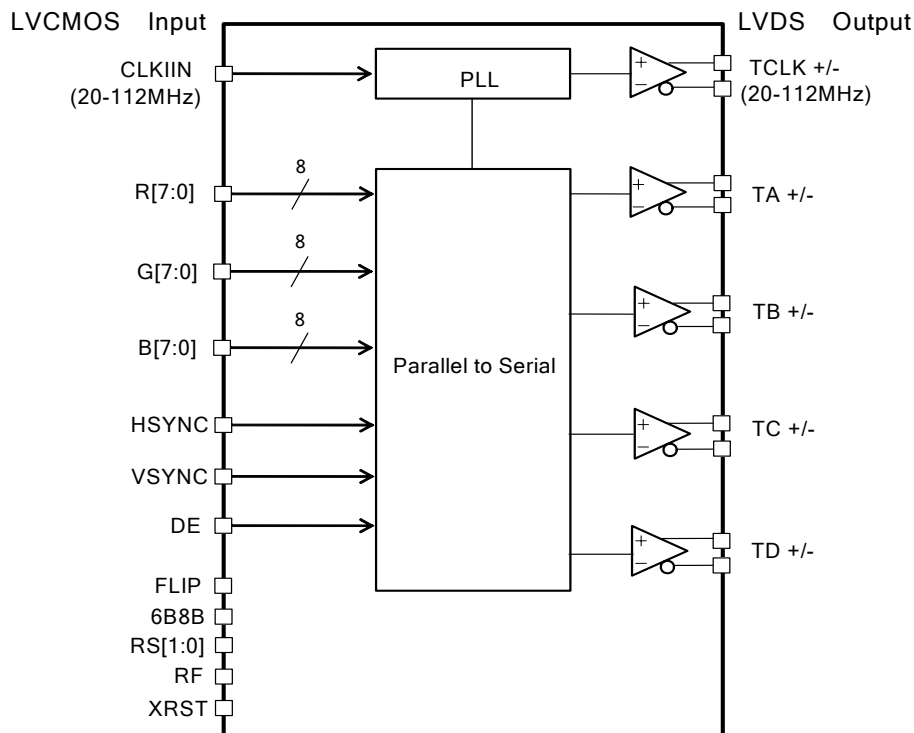 LVCMOS Input
LVDS Output
CLKIIN
(20-112MHz)
PLL
+
−
TCLK +/-
(20-112MHz)
8
R[7:0]
+
−
TA +/-
8
G[7:0]
+
−
TB +/-
8
B[7:0]
Parallel to Serial
HSYNC
+
−
TC +/-
VSYNC
DE
+
−
TD +/-
FLIP
6B8B
RS[1:0]
RF
XRST